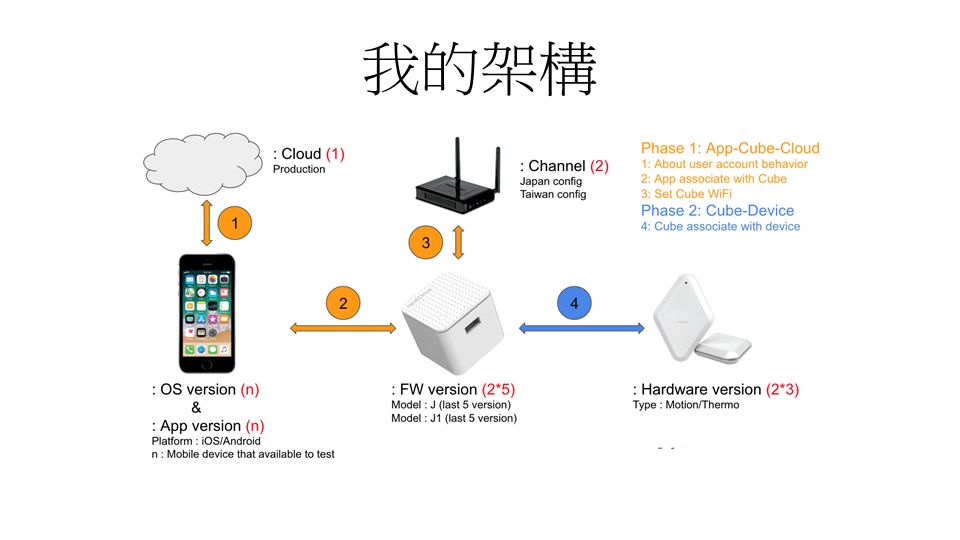 我的架構
: Cloud (1)
Production
: Channel (2)
Japan config
Taiwan config
Phase 1: App-Cube-Cloud
1: About user account behavior
2: App associate with Cube
3: Set Cube WiFi
Phase 2: Cube-Device
4: Cube associate with device
1
3
2
4
: OS version (n)
&
: App version (n)
Platform : iOS/Android
n : Mobile device that available to test
: FW version (2*5)
Model : J (last 5 version)
Model : J1 (last 5 version)
: Hardware version (2*3)
Type : Motion/Thermo